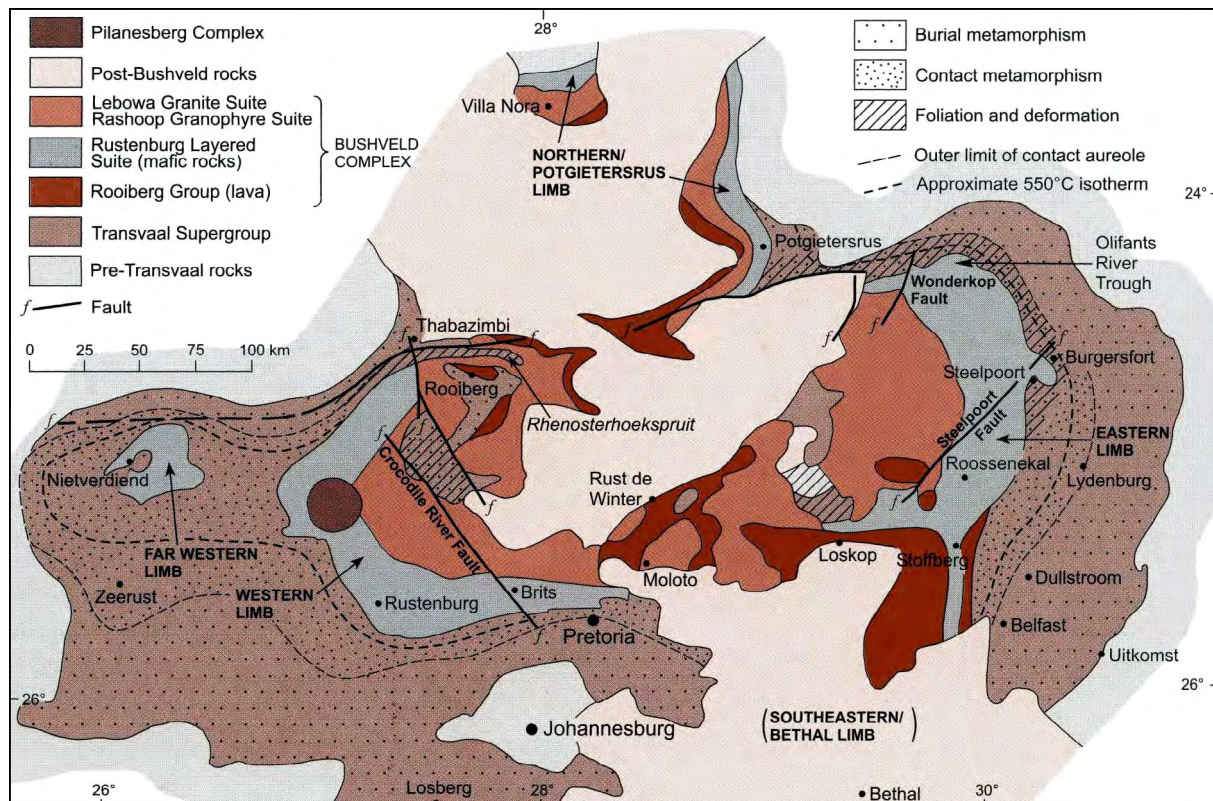 Pilanesberg Complex
Post-Bushveld rocks
Lebowa Granite Suite
Rashoop Granophyre Suite
Rustenburg Layered
Suite (mafic rocks)
Rooiberg Group (lava)
BUSHVELD
COMPLEX
Transvaal Supergroup
Pre-Transvaal rocks
f Fault
0 25 50 75 100 km
Burial metamorphism
Contact metamorphism
Foliation and deformation
Outer limit of contact aureole
Approximate 550°C isotherm
28°
24°
Villa Nora
NORTHERN/
POTGIETERSRUS
LIMB
Potgietersrus
Olifants
River
Trough
Wonderkop
Fault
f
f
f
Thabazimbi
f
f
Rooiberg
Rhenosterhoekspruit
f
Burgersfort
Steelpoort
Steelpoort
Fault
f
EASTERN
LIMB
Lydenburg
Roossenekal
f
f
f
f
Crocodile River Fault
f
Nietverdiend
FAR WESTERN
LIMB
Zeerust
WESTERN
LIMB
Rustenburg
Brits
Pretoria
Rust de
Winter
Moloto
Loskop
Stoffberg
Dullstroom
Belfast
Uitkomst
26°
26°
Johannesburg
(SOUTHEASTERN/
BETHAL LIMB)
Losberg
Bethal
26°
28°
30°